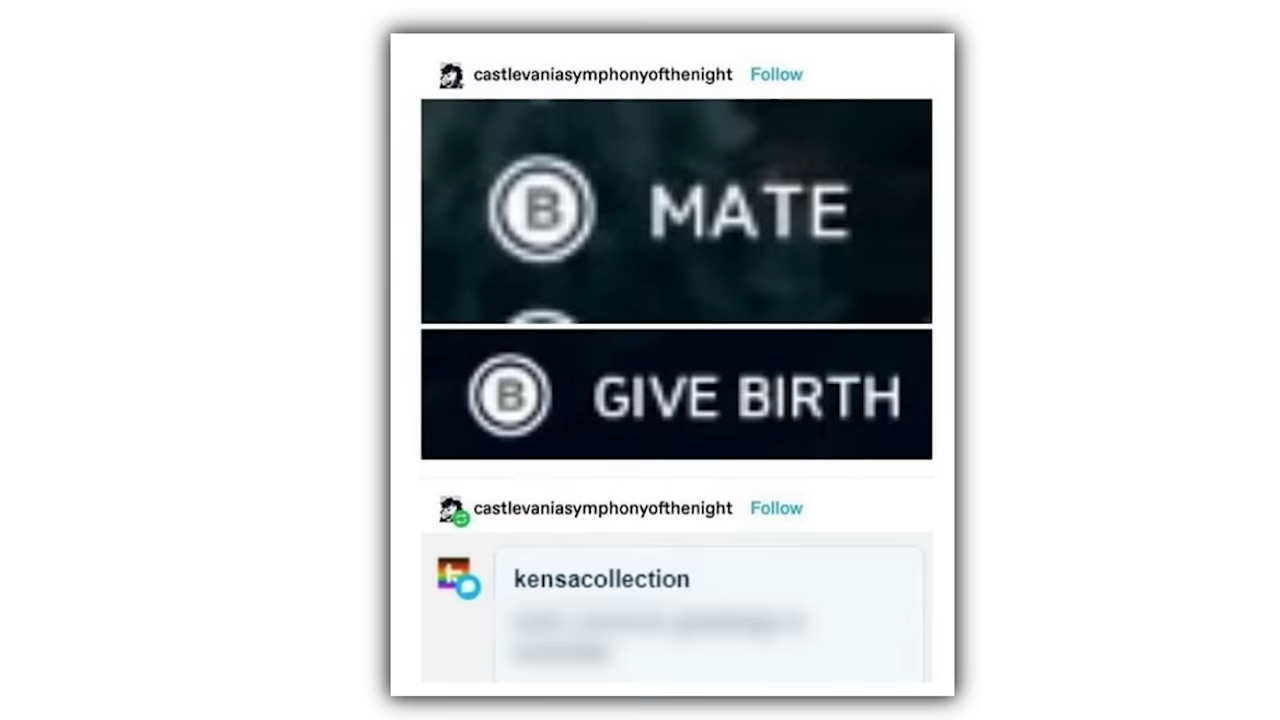 castlevaniasymphonyofthenight Follow
B MATE
B GIVE BIRTH
castlevaniasymphonyofthenight Follow
kensacollection